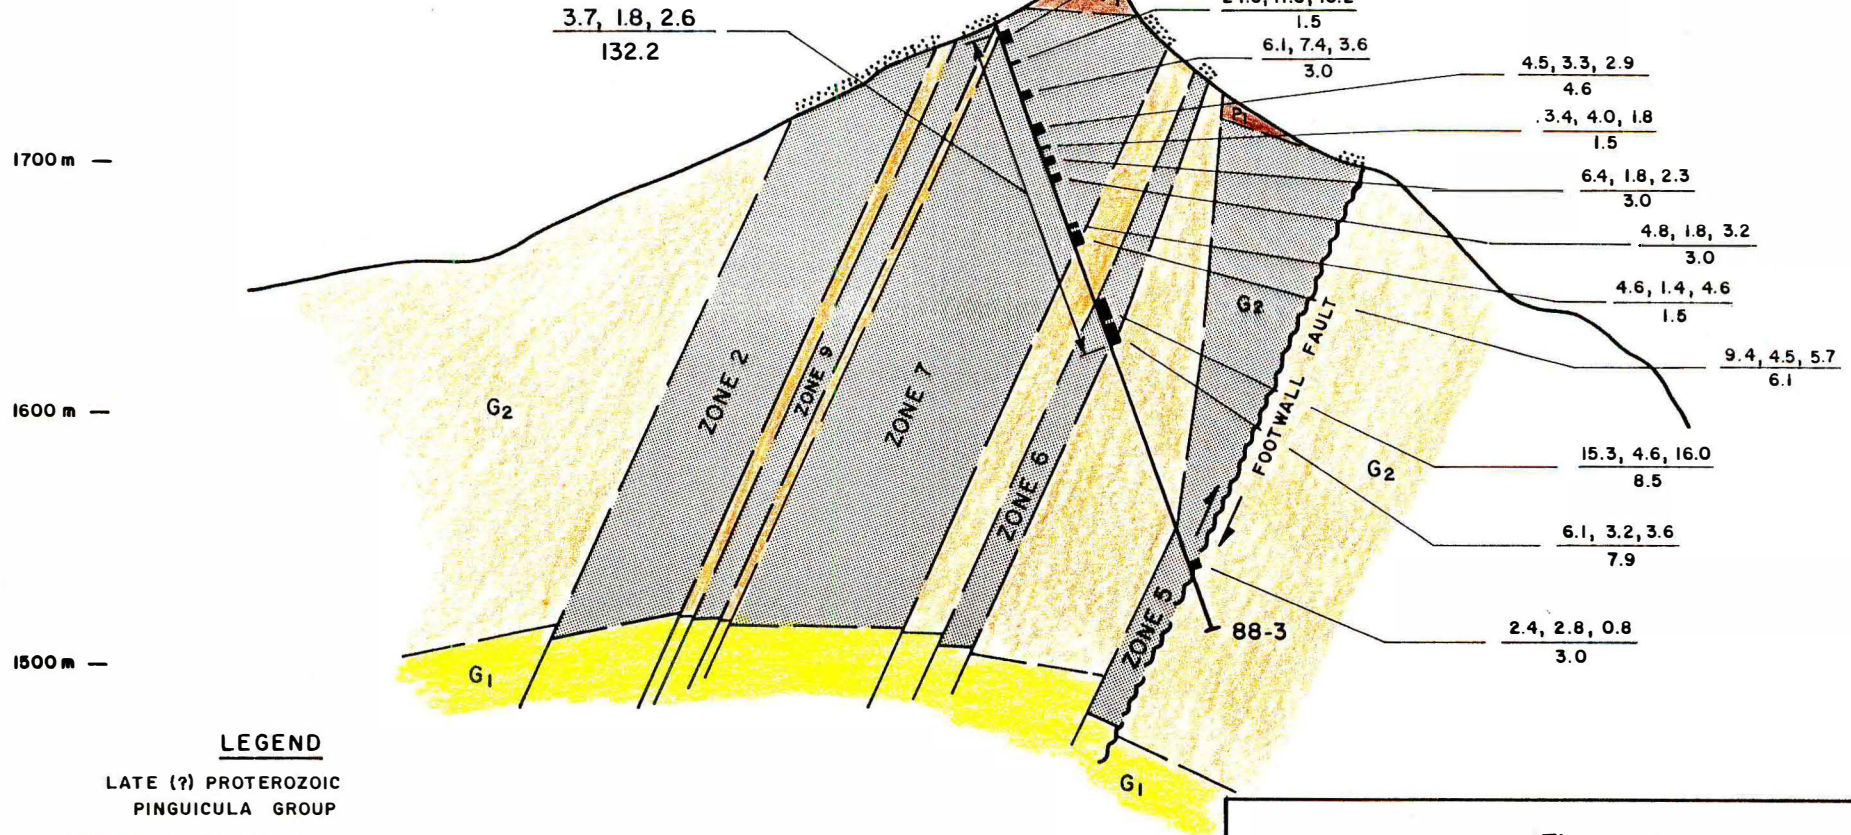 3.7, 1.8, 2.6
132.2
1.5
6.1, 7.4, 3.6
3.0
4.5, 3.3, 2.9
4.6
.3.4, 4.0, 1.8
1.5
P1
1700 m
6.4, 1.8, 2.3
3.0
4.8, 1.8, 3.2
3.0
4.6, 1.4, 4.6
1.5
G2
FOOTWALL FAULT
9.4, 4.5, 5.7
6.1
ZONE 2
ZONE 9
ZONE 7
1600 m
G2
ZONE 6
G2
15.3, 4.6, 16.0
8.5
6.1, 3.2, 3.6
7.9
ZONE 5
88-3
2.4, 2.8, 0.8
3.0
1500 m
G1
G1
LEGEND
LATE (?) PROTEROZOIC
PINGUICULA GROUP